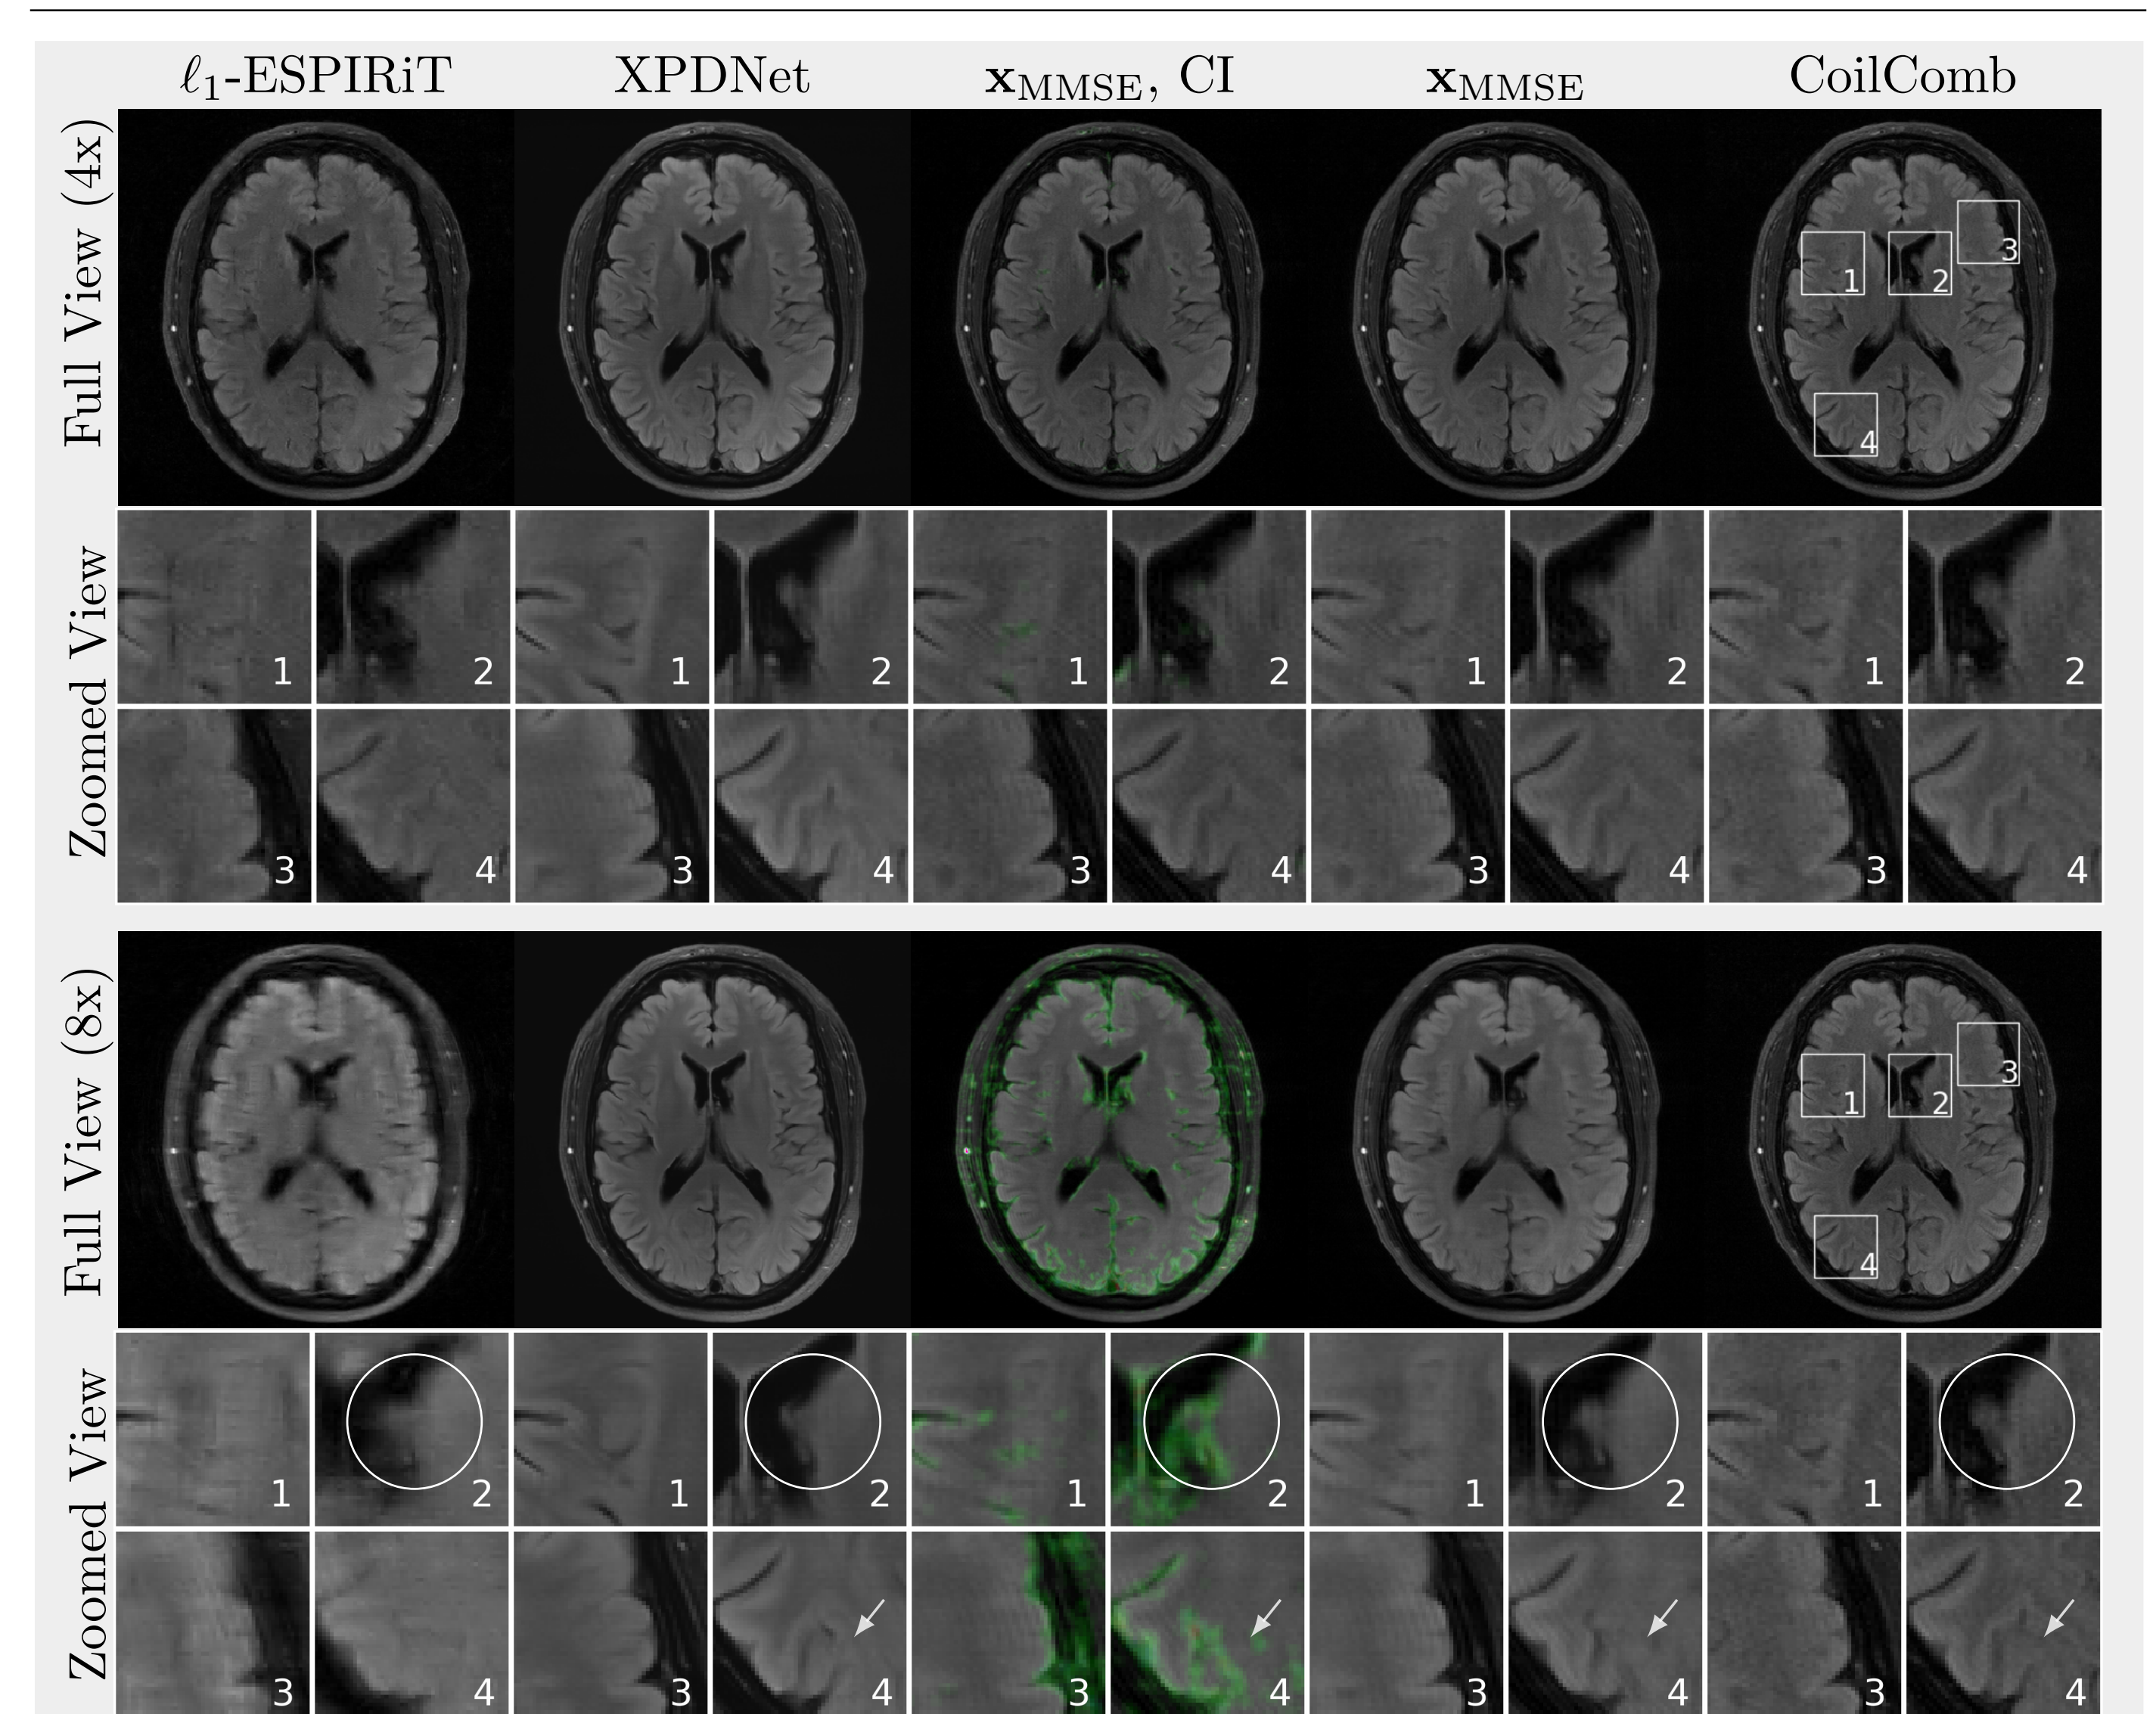 ℓ₁-ESPIRiT XPDNet x_MMSE, CI x_MMSE CoilComb
Full View (4x)
1 2 3
4
Zoomed View
1 2 1 2 1 2 1 2 1 2
3 4 3 4 3 4 3 4 3 4
Full View (8x)
1 2 3
4
Zoomed View
1 2 1 2 1 2 1 2 1 2
3 4 3 4 3 4 3 4 3 4